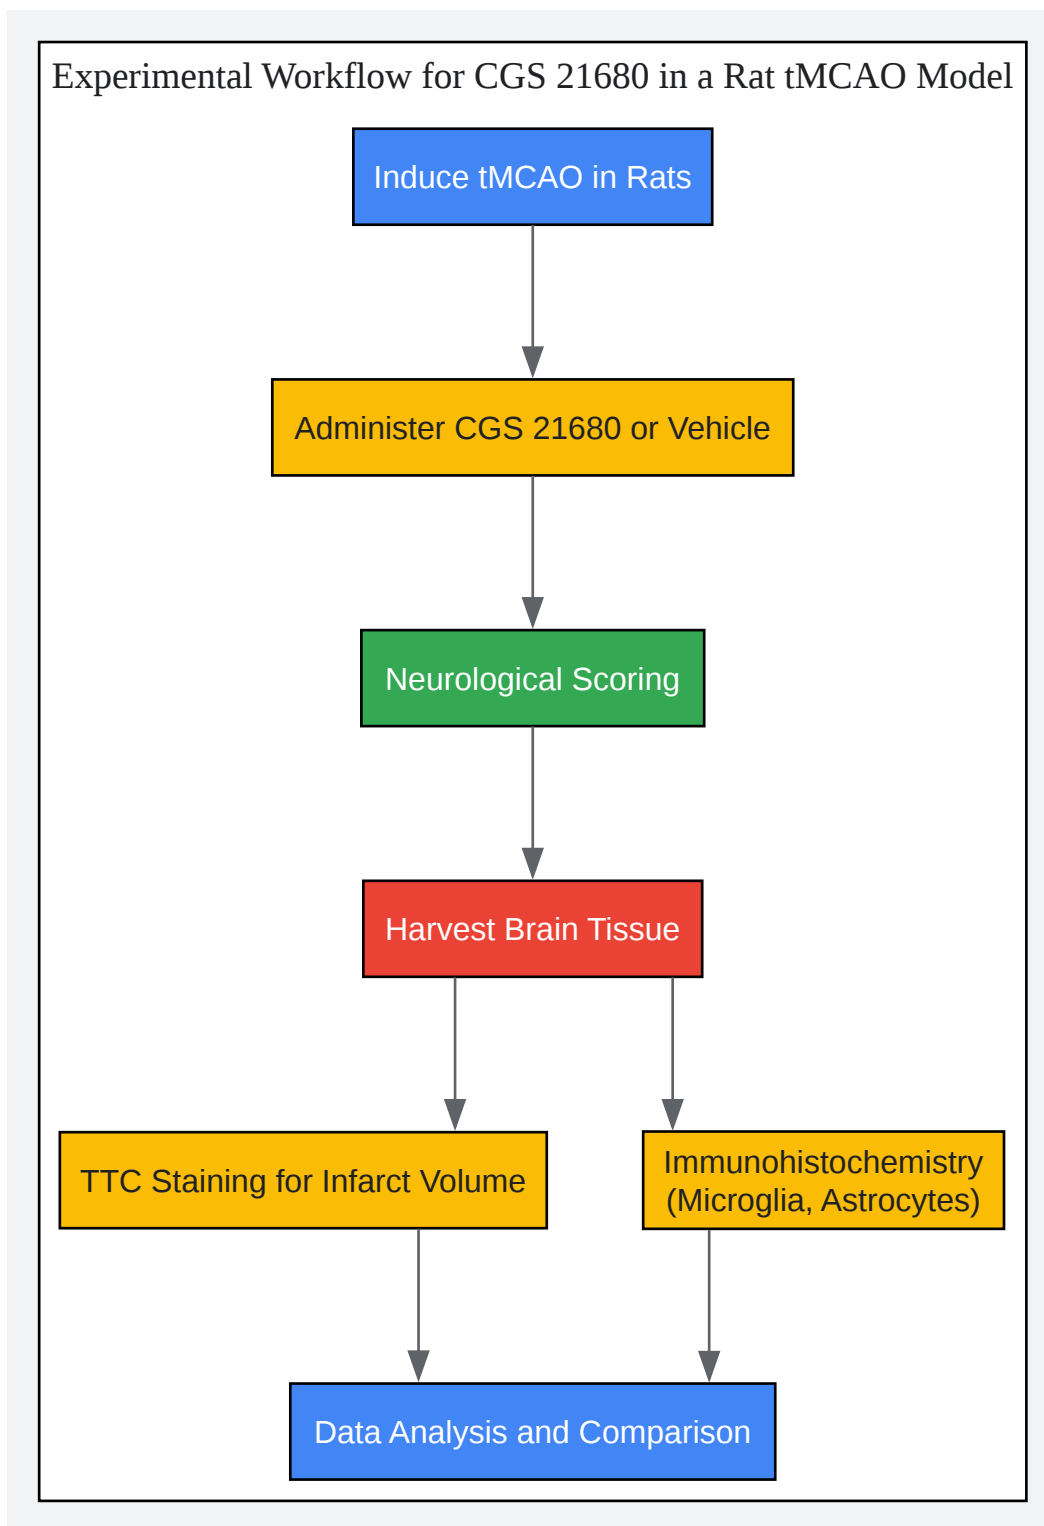 Experimental Workflow for CGS 21680 in a Rat tMCAO Model
Induce tMCAO in Rats
Administer CGS 21680 or Vehicle
Neurological Scoring
Harvest Brain Tissue
TTC Staining for Infarct Volume
Immunohistochemistry
(Microglia, Astrocytes)
Data Analysis and Comparison